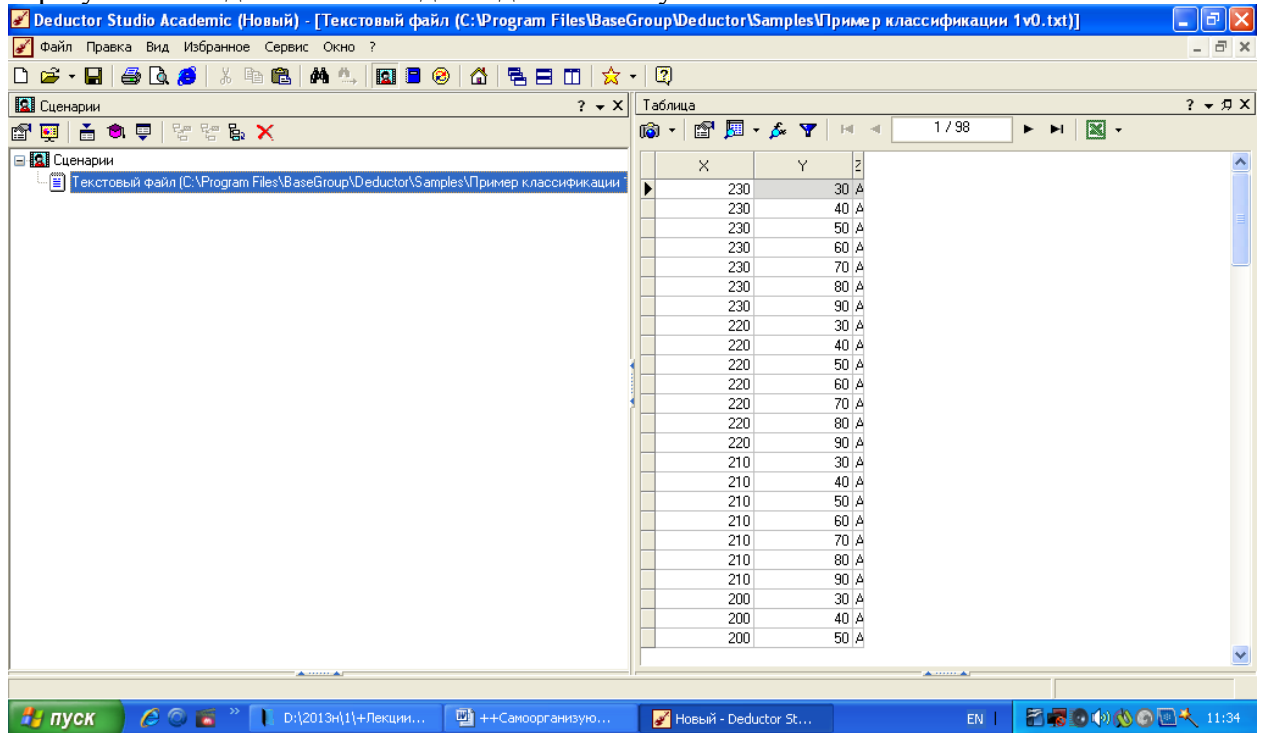 Deductor Studio Academic (Новый) - [Текстовый файл (C:\Program Files\BaseGroup\Deductor\Samples\Пример классификации 1v0.txt)]
Файл Правка Вид Избранное Сервис Окно ?
Сценарии
Таблица
1 / 98
Сценарии
Текстовый файл (C:\Program Files\BaseGroup\Deductor\Samples\Пример классификации
X Y Z
230 30 A
230 40 A
230 50 A
230 60 A
230 70 A
230 80 A
230 90 A
220 30 A
220 40 A
220 50 A
220 60 A
220 70 A
220 80 A
220 90 A
210 30 A
210 40 A
210 50 A
210 60 A
210 70 A
210 80 A
210 90 A
200 30 A
200 40 A
200 50 A
пуск
D:\2013н\1\+Лекции...
++Самоорганизую...
Новый - Deductor St...
EN
11:34